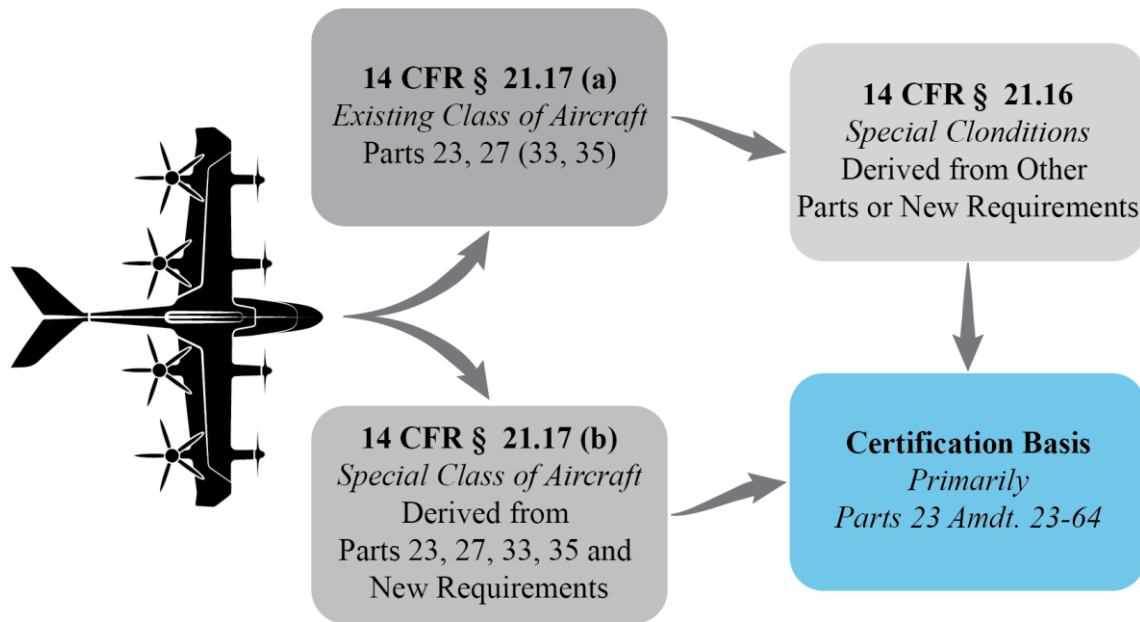 14 CFR § 21.17 (a)
Existing Class of Aircraft
Parts 23, 27 (33, 35)
14 CFR § 21.16
Special Clonditions
Derived from Other
Parts or New Requirements
14 CFR § 21.17 (b)
Special Class of Aircraft
Derived from
Parts 23, 27, 33, 35 and
New Requirements
Certification Basis
Primarily
Parts 23 Amdt. 23-64